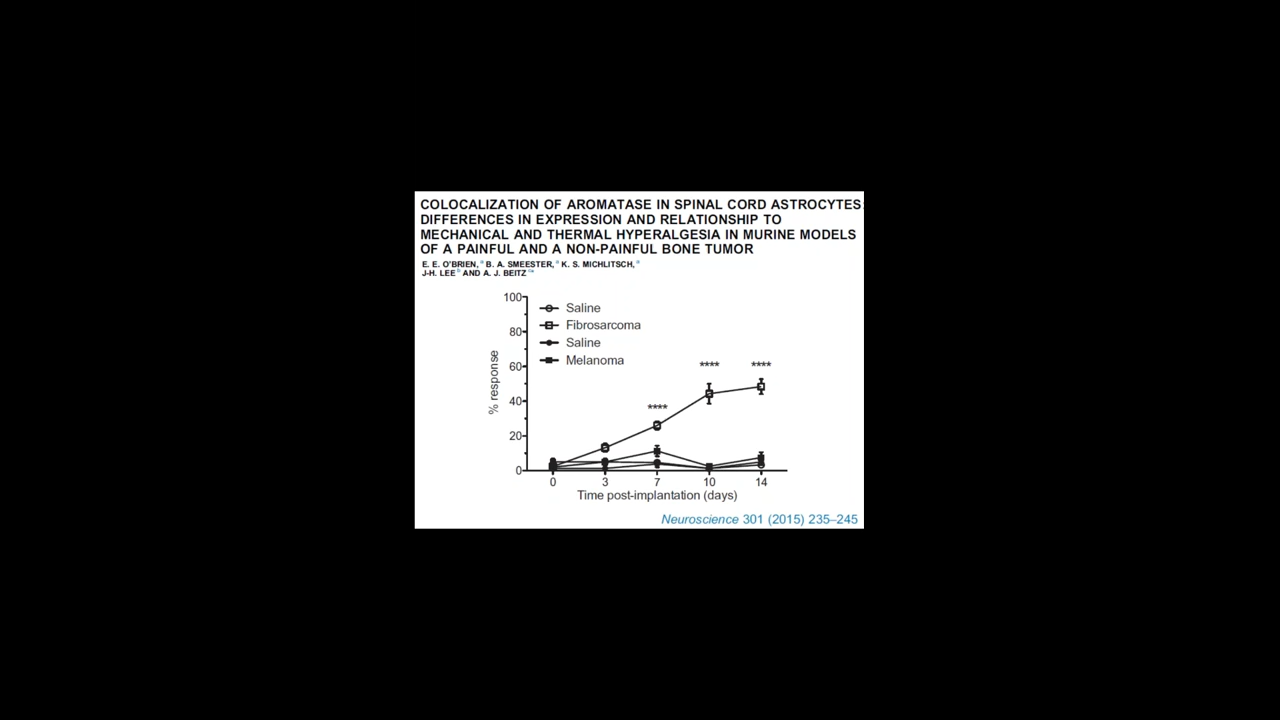 COLOCALIZATION OF AROMATASE IN SPINAL CORD ASTROCYTES:
DIFFERENCES IN EXPRESSION AND RELATIONSHIP TO
MECHANICAL AND THERMAL HYPERALGESIA IN MURINE MODELS
OF A PAINFUL AND A NON-PAINFUL BONE TUMOR
E. E. O'BRIEN, a B. A. SMEESTER, a K. S. MICHLITSCH, a
J-H. LEE b AND A. J. BEITZ
100
80
60
40
20
0
% response
Saline
Fibrosarcoma
Saline
Melanoma
**** **** ****
0 3 7 10 14
Time post-implantation (days)
Neuroscience 301 (2015) 235–245